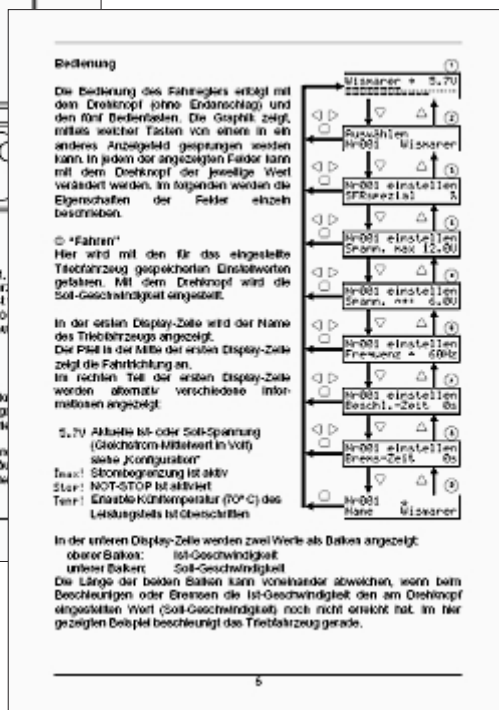 Bedienung
Die Bedienung des Fahrreglers erfolgt mit
dem Drehknopf (ohne Endanschlag) und
den fünf Bedientasten. Die Graphik zeigt,
mittels welcher Tasten von einem in ein
anderes Anzeigefeld gesprungen werden
kann. In jedem der angezeigten Felder kann
mit dem Drehknopf der jeweilige Wert
verändert werden. Im folgenden werden die
Eigenschaften der Felder einzeln
beschrieben.
① "Fahren"
Hier wird mit den für das eingestellte
Triebfahrzeug gespeicherten Einstellwerten
gefahren. Mit dem Drehknopf wird die
Soll-Geschwindigkeit eingestellt.
In der ersten Display-Zeile wird der Name
des Triebfahrzeugs angezeigt.
Der Pfeil in der Mitte der ersten Display-Zeile
zeigt die Fahrtrichtung an.
Im rechten Teil der ersten Display-Zeile
werden alternativ verschiedene Infor-
mationen angezeigt:
5.7V Aktuelle Ist- oder Soll-Spannung
(Gleichstrom-Mittelwert in Volt)
siehe „Konfiguration"
Imax! Strombegrenzung ist aktiv
Stop! NOT-STOP ist aktiviert
Temp! Erlaubte Kühltemperatur (70° C) des
Leistungsteils ist überschritten
In der unteren Display-Zeile werden zwei Werte als Balken angezeigt:
oberer Balken: Ist-Geschwindigkeit
unterer Balken: Soll-Geschwindigkeit
Die Länge der beiden Balken kann voneinander abweichen, wenn beim
Beschleunigen oder Bremsen die Ist-Geschwindigkeit den am Drehknopf
eingestellten Wert (Soll-Geschwindigkeit) noch nicht erreicht hat. Im hier
gezeigten Beispiel beschleunigt das Triebfahrzeug gerade.
Wismarer 5.7V
Auswählen
Nr001 Wismarer
Nr001 einstellen
SFRspezial
Nr001 einstellen
Spann. max 12.0V
Nr001 einstellen
Spann. 6.0V
Nr001 einstellen
Frequenz 60Hz
Nr001 einstellen
Beschl.-Zeit 0s
Nr001 einstellen
Brems-Zeit 0s
Nr001
Name Wismarer